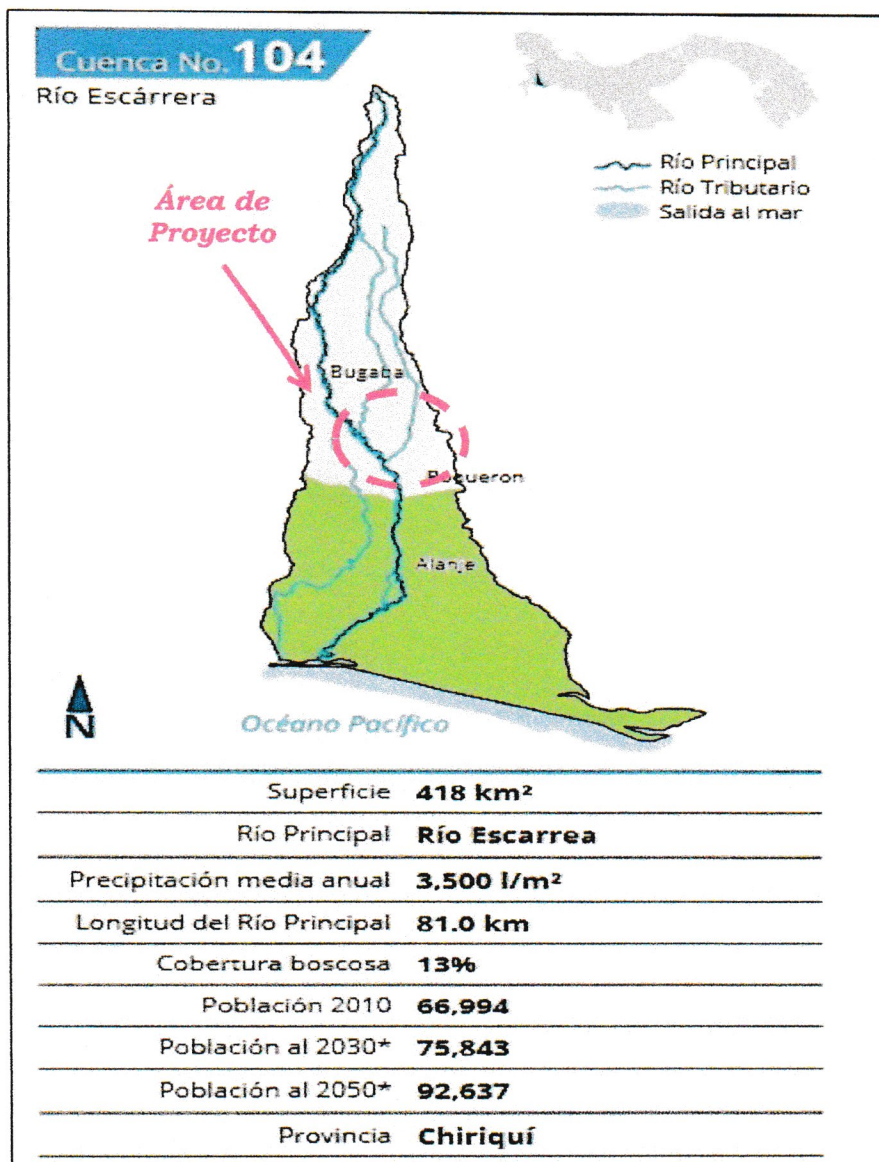 Cuenca No. 104
Río Escárrera
Río Principal
Río Tributario
Salida al mar
Área de
Proyecto
Bugaba
Boqueron
Alanje
N
Océano Pacífico
Superficie 418 km²
Río Principal Río Escarrea
Precipitación media anual 3,500 l/m²
Longitud del Río Principal 81.0 km
Cobertura boscosa 13%
Población 2010 66,994
Población al 2030* 75,843
Población al 2050* 92,637
Provincia Chiriquí